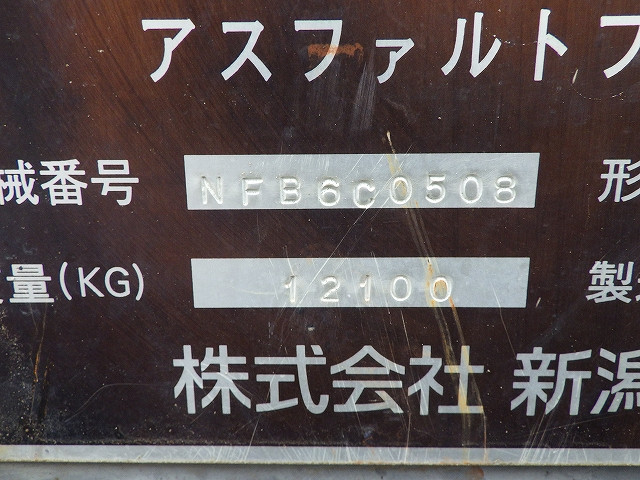 アスファルトフ
械番号 NFB6C0508 形
量(KG) 12100 製
株式会社 新潟